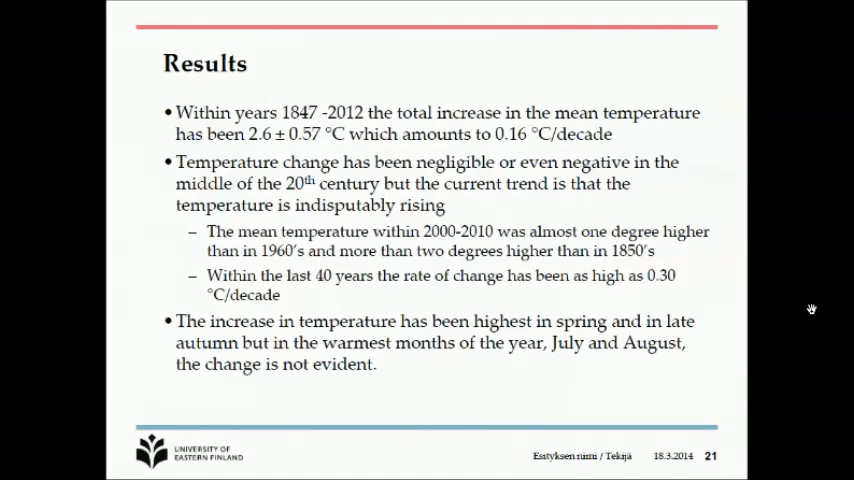 Results
• Within years 1847 -2012 the total increase in the mean temperature
has been 2.6 ± 0.57 °C which amounts to 0.16 °C/decade
• Temperature change has been negligible or even negative in the
middle of the 20th century but the current trend is that the
temperature is indisputably rising
– The mean temperature within 2000-2010 was almost one degree higher
than in 1960's and more than two degrees higher than in 1850's
– Within the last 40 years the rate of change has been as high as 0.30
°C/decade
• The increase in temperature has been highest in spring and in late
autumn but in the warmest months of the year, July and August,
the change is not evident.
UNIVERSITY OF
EASTERN FINLAND
Esityksen nimi / Tekijä 18.3.2014 21